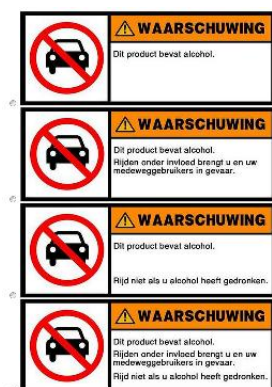 WAARSCHUWING
Dit product bevat alcohol.
WAARSCHUWING
Dit product bevat alcohol.
Rijden onder invloed brengt u en uw
medeweggebruikers in gevaar.
WAARSCHUWING
Dit product bevat alcohol.
Rijd niet als u alcohol heeft gedronken.
WAARSCHUWING
Dit product bevat alcohol.
Rijden onder invloed brengt u en uw
medeweggebruikers in gevaar.
Rijd niet als u alcohol heeft gedronken.